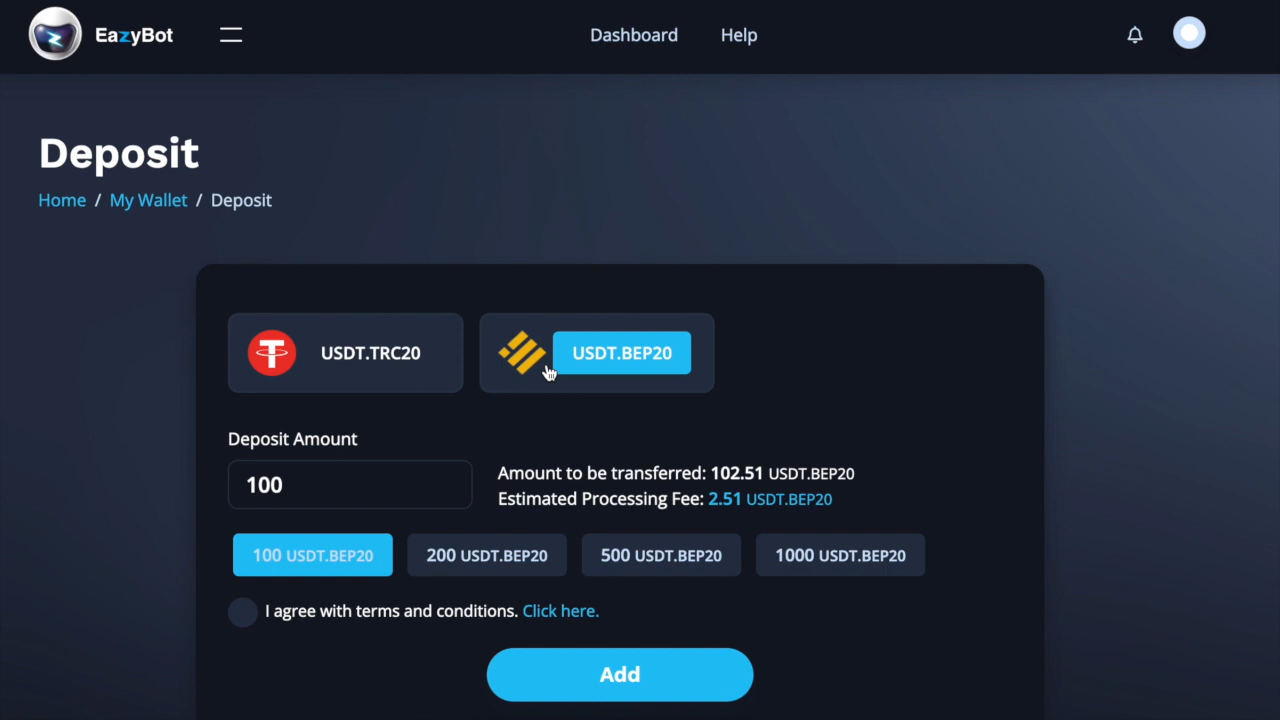 EazyBot
Dashboard
Help
Deposit
Home / My Wallet / Deposit
USDT.TRC20
USDT.BEP20
Deposit Amount
100
Amount to be transferred: 102.51 USDT.BEP20
Estimated Processing Fee: 2.51 USDT.BEP20
100 USDT.BEP20
200 USDT.BEP20
500 USDT.BEP20
1000 USDT.BEP20
I agree with terms and conditions. Click here.
Add